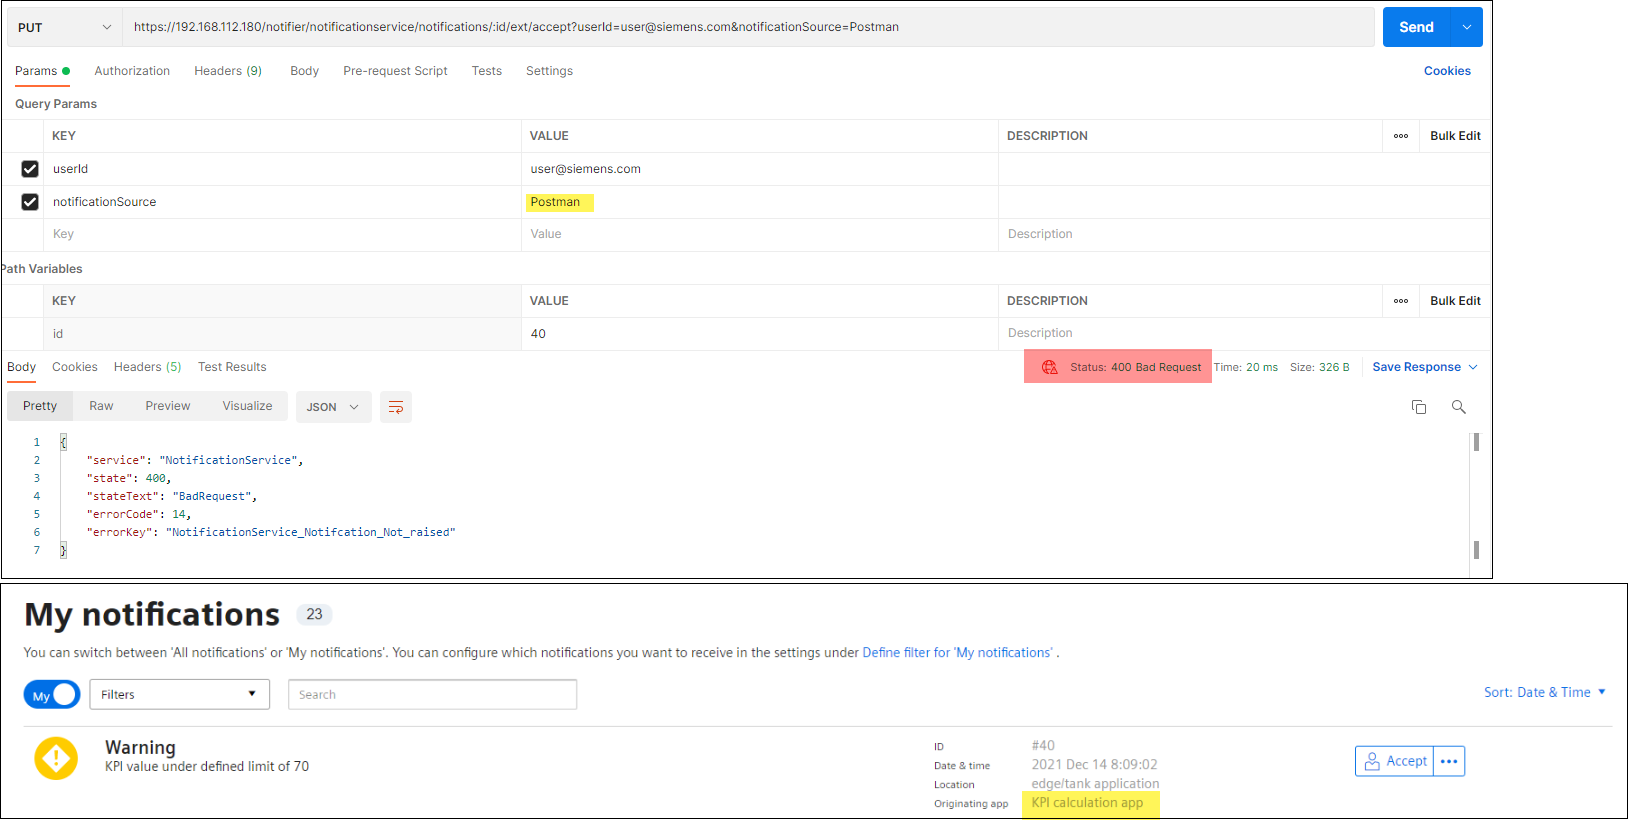 PUT https://192.168.112.180/notifier/notificationservice/notifications/:id/ext/accept?userId=user@siemens.com&notificationSource=Postman Send
Params Authorization Headers (9) Body Pre-request Script Tests Settings Cookies
Query Params
KEY VALUE DESCRIPTION ooo Bulk Edit
userId user@siemens.com
notificationSource Postman
Key Value Description
Path Variables
KEY VALUE DESCRIPTION ooo Bulk Edit
id 40 Description
Body Cookies Headers (5) Test Results Status: 400 Bad Request Time: 20 ms Size: 326 B Save Response
Pretty Raw Preview Visualize JSON
1 {
2 "service": "NotificationService",
3 "state": 400,
4 "stateText": "BadRequest",
5 "errorCode": 14,
6 "errorKey": "NotificationService_Notifcation_Not_raised"
7 }
My notifications 23
You can switch between 'All notifications' or 'My notifications'. You can configure which notifications you want to receive in the settings under Define filter for 'My notifications' .
My Filters Search Sort: Date & Time
Warning
KPI value under defined limit of 70
ID #40
Date & time 2021 Dec 14 8:09:02
Location edge/tank application
Originating app KPI calculation app
Accept •••